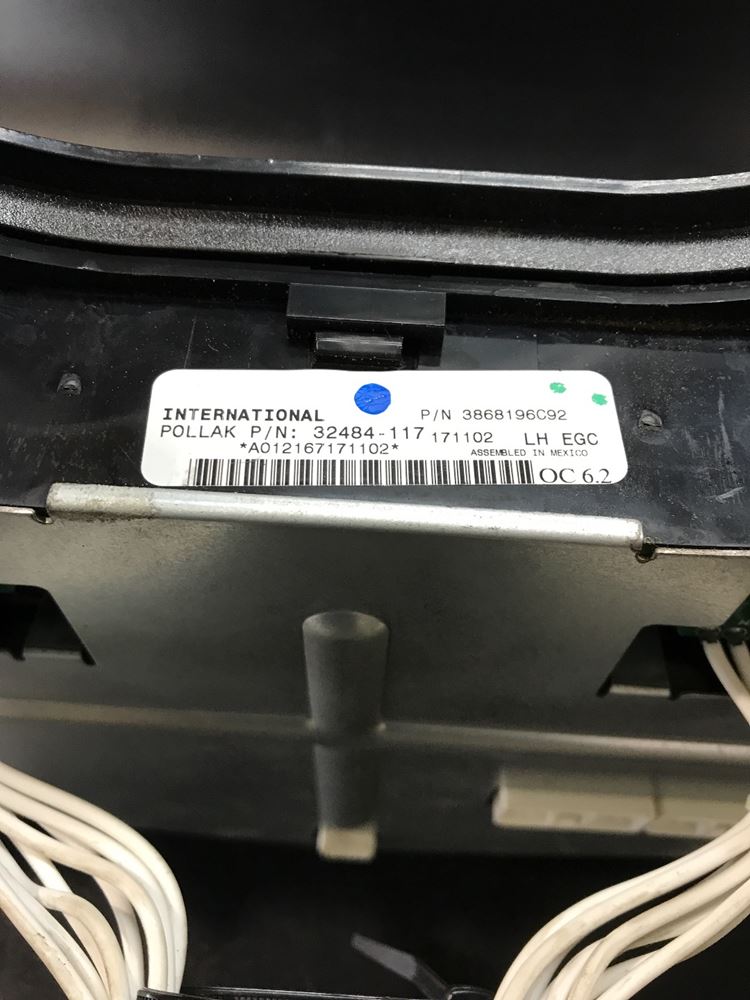 INTERNATIONAL P/N 3868196C92
POLLAK P/N: 32484-117 171102 LH EGC
*A012167171102* ASSEMBLED IN MEXICO
OC 6.2